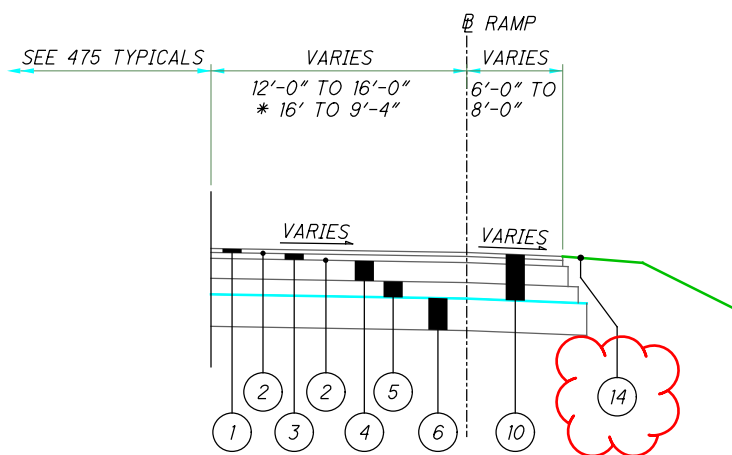 ℄ RAMP
SEE 475 TYPICALS
VARIES
VARIES
12'-0" TO 16'-0"
* 16' TO 9'-4"
6'-0" TO
8'-0"
VARIES
VARIES
2
2
5
14
1
3
4
6
10